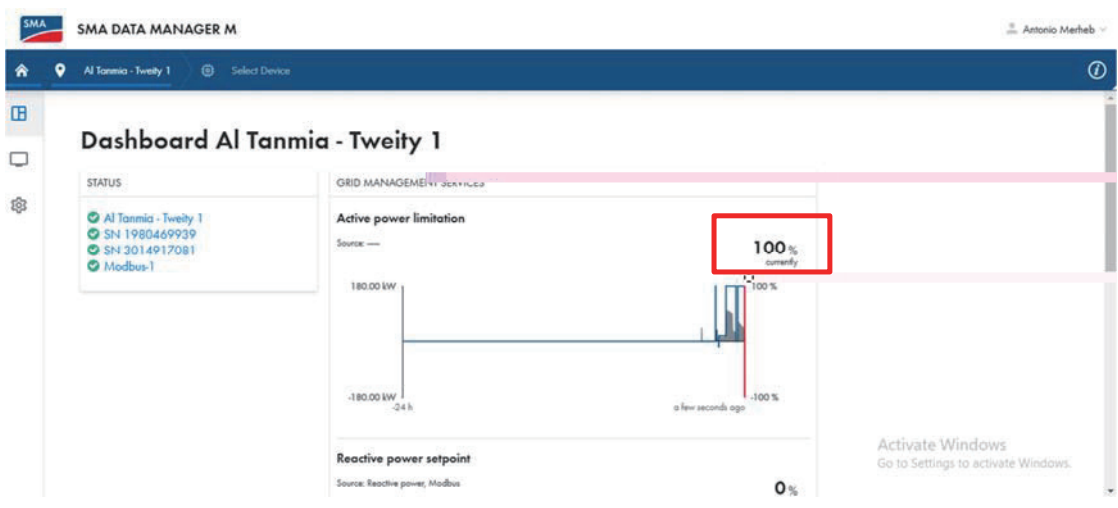 SMA
SMA DATA MANAGER M
Antonio Merheb
Al Tanmia - Tweity 1
Select Device
Dashboard Al Tanmia - Tweity 1
STATUS
Al Tanmia - Tweity 1
SN 1980469939
SN 3014917081
Modbus-1
GRID MANAGEMENT SERVICES
Active power limitation
Source: —
100 %
currently
180.00 kW
100 %
-180.00 kW
-100 %
-24 h
a few seconds ago
Reactive power setpoint
Source: Reactive power, Modbus
0 %
Activate Windows
Go to Settings to activate Windows.